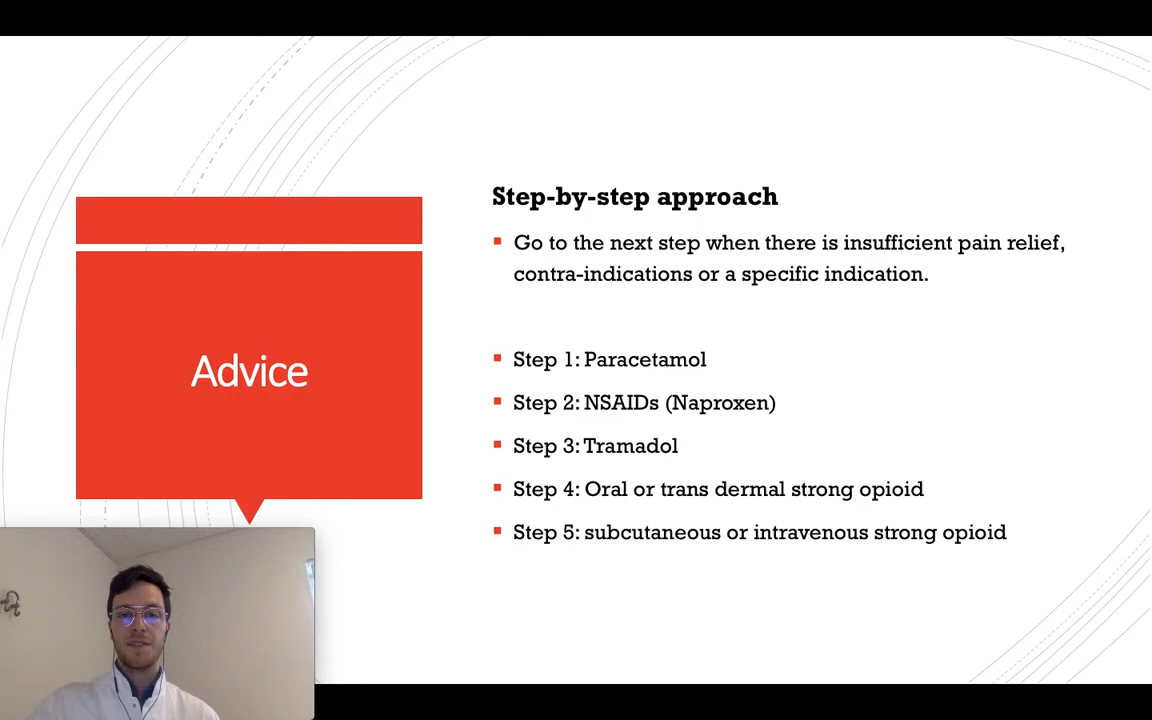 Advice
Step-by-step approach
Go to the next step when there is insufficient pain relief,
contra-indications or a specific indication.
Step 1: Paracetamol
Step 2: NSAIDs (Naproxen)
Step 3: Tramadol
Step 4: Oral or trans dermal strong opioid
Step 5: subcutaneous or intravenous strong opioid